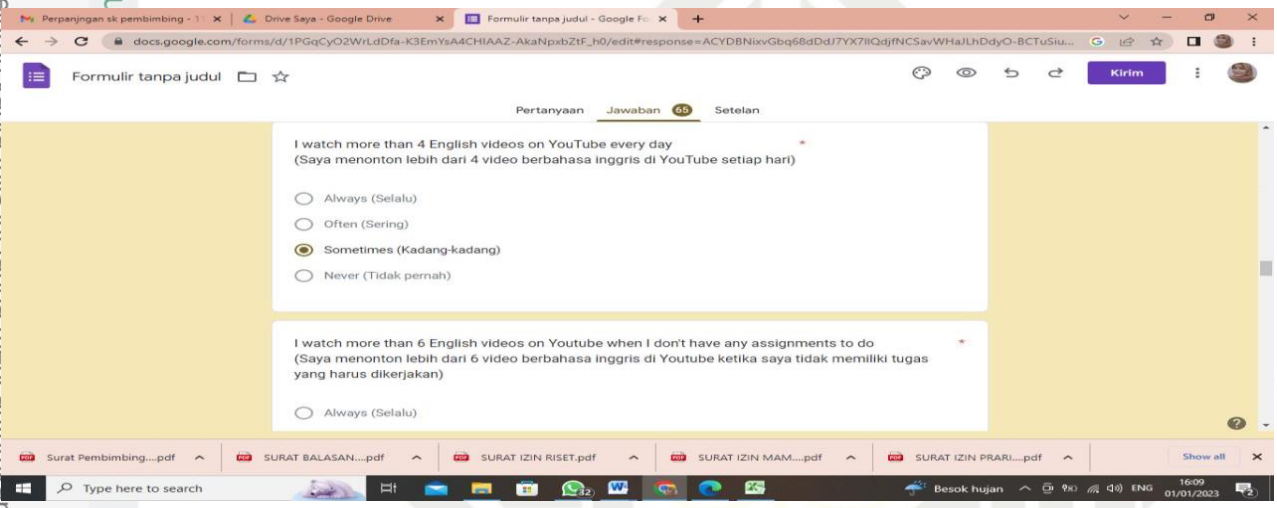 Perpanjngan sk pembimbing - 11
Drive Saya - Google Drive
Formulir tanpa judul - Google Fo
docs.google.com/forms/d/1PGqCyO2WrLdDfa-K3EmYsA4CHIAAZ-AkaNpxbZtF_h0/edit#response=ACYDBNixvGbq68dDdJ7YX7IIQdjfNCSavWHaJLhDdyO-8CTuSiu...
Formulir tanpa judul
Kirim
Pertanyaan Jawaban 65 Setelan
I watch more than 4 English videos on YouTube every day *
(Saya menonton lebih dari 4 video berbahasa inggris di YouTube setiap hari)
Always (Selalu)
Often (Sering)
Sometimes (Kadang-kadang)
Never (Tidak pernah)
I watch more than 6 English videos on Youtube when I don't have any assignments to do *
(Saya menonton lebih dari 6 video berbahasa inggris di Youtube ketika saya tidak memiliki tugas
yang harus dikerjakan)
Always (Selalu)
Surat Pembimbing....pdf
SURAT BALASAN....pdf
SURAT IZIN RISET.pdf
SURAT IZIN MAM....pdf
SURAT IZIN PRARI....pdf
Show all
Type here to search
32
Besok hujan
ENG
16:09
01/01/2023
2